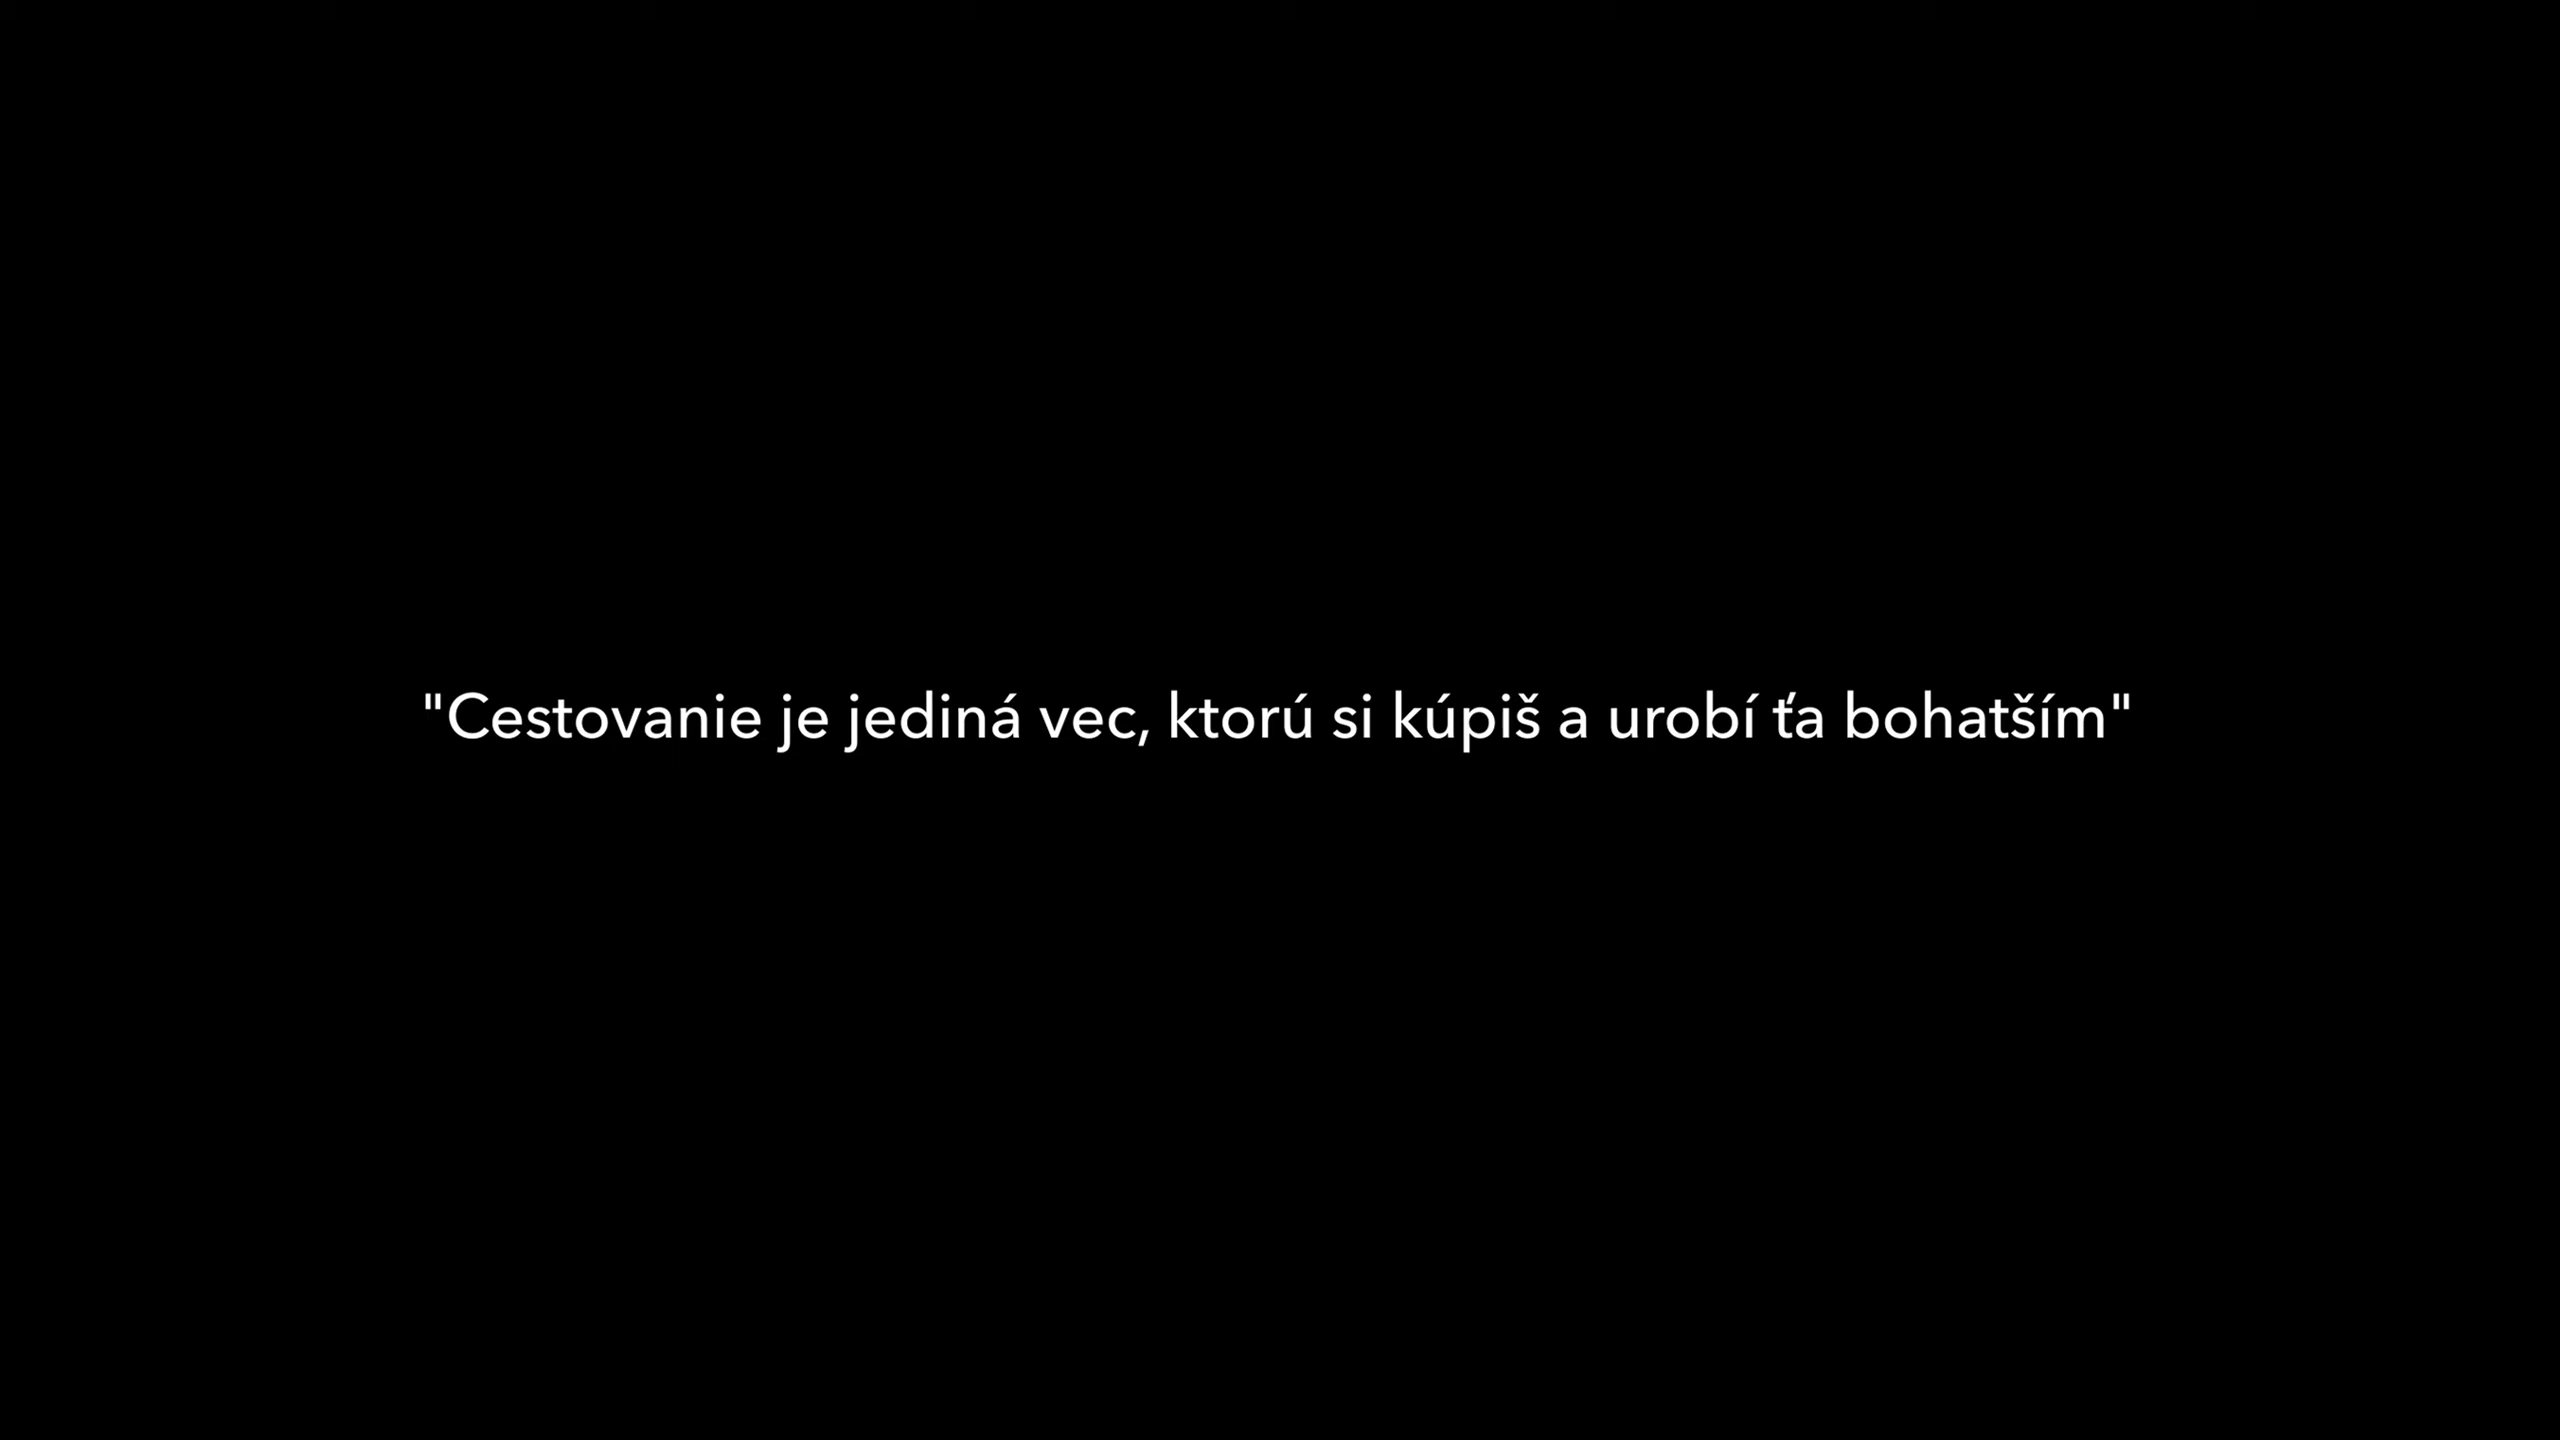 "Cestovanie je jediná vec, ktorú si kúpiš a urobí ťa bohatším"